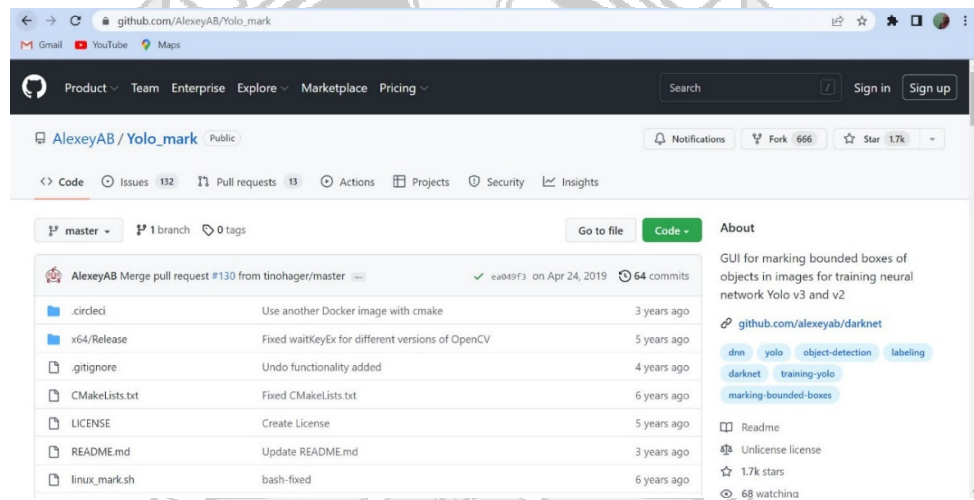 github.com/AlexeyAB/Yolo_mark
Gmail YouTube Maps
Product Team Enterprise Explore Marketplace Pricing Search / Sign in Sign up
AlexeyAB / Yolo_mark Public Notifications Fork 666 Star 1.7k
<> Code Issues 132 Pull requests 13 Actions Projects Security Insights
master 1 branch 0 tags Go to file Code
About
GUI for marking bounded boxes of
objects in images for training neural
network Yolo v3 and v2
github.com/alexeyab/darknet
dnn yolo object-detection labeling
darknet training-yolo
marking-bounded-boxes
Readme
Unlicense license
1.7k stars
68 watching
AlexeyAB Merge pull request #130 from tinohager/master ... ea049f3 on Apr 24, 2019 64 commits
.circleci Use another Docker image with cmake 3 years ago
x64/Release Fixed waitKeyEx for different versions of OpenCV 5 years ago
.gitignore Undo functionality added 4 years ago
CMakeLists.txt Fixed CMakeLists.txt 6 years ago
LICENSE Create License 5 years ago
README.md Update README.md 3 years ago
linux_mark.sh bash-fixed 6 years ago